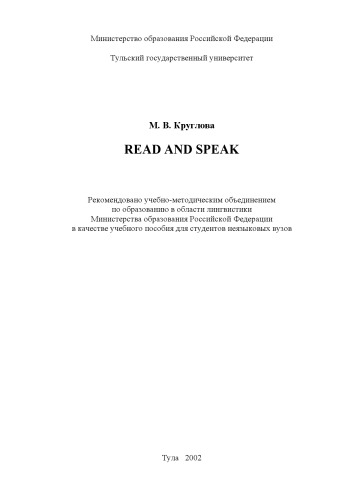 Министерство образования Российской Федерации
Тульский государственный университет
М. В. Круглова
READ AND SPEAK
Рекомендовано учебно-методическим объединением
по образованию в области лингвистики
Министерства образования Российской Федерации
в качестве учебного пособия для студентов неязыковых вузов
Тула 2002